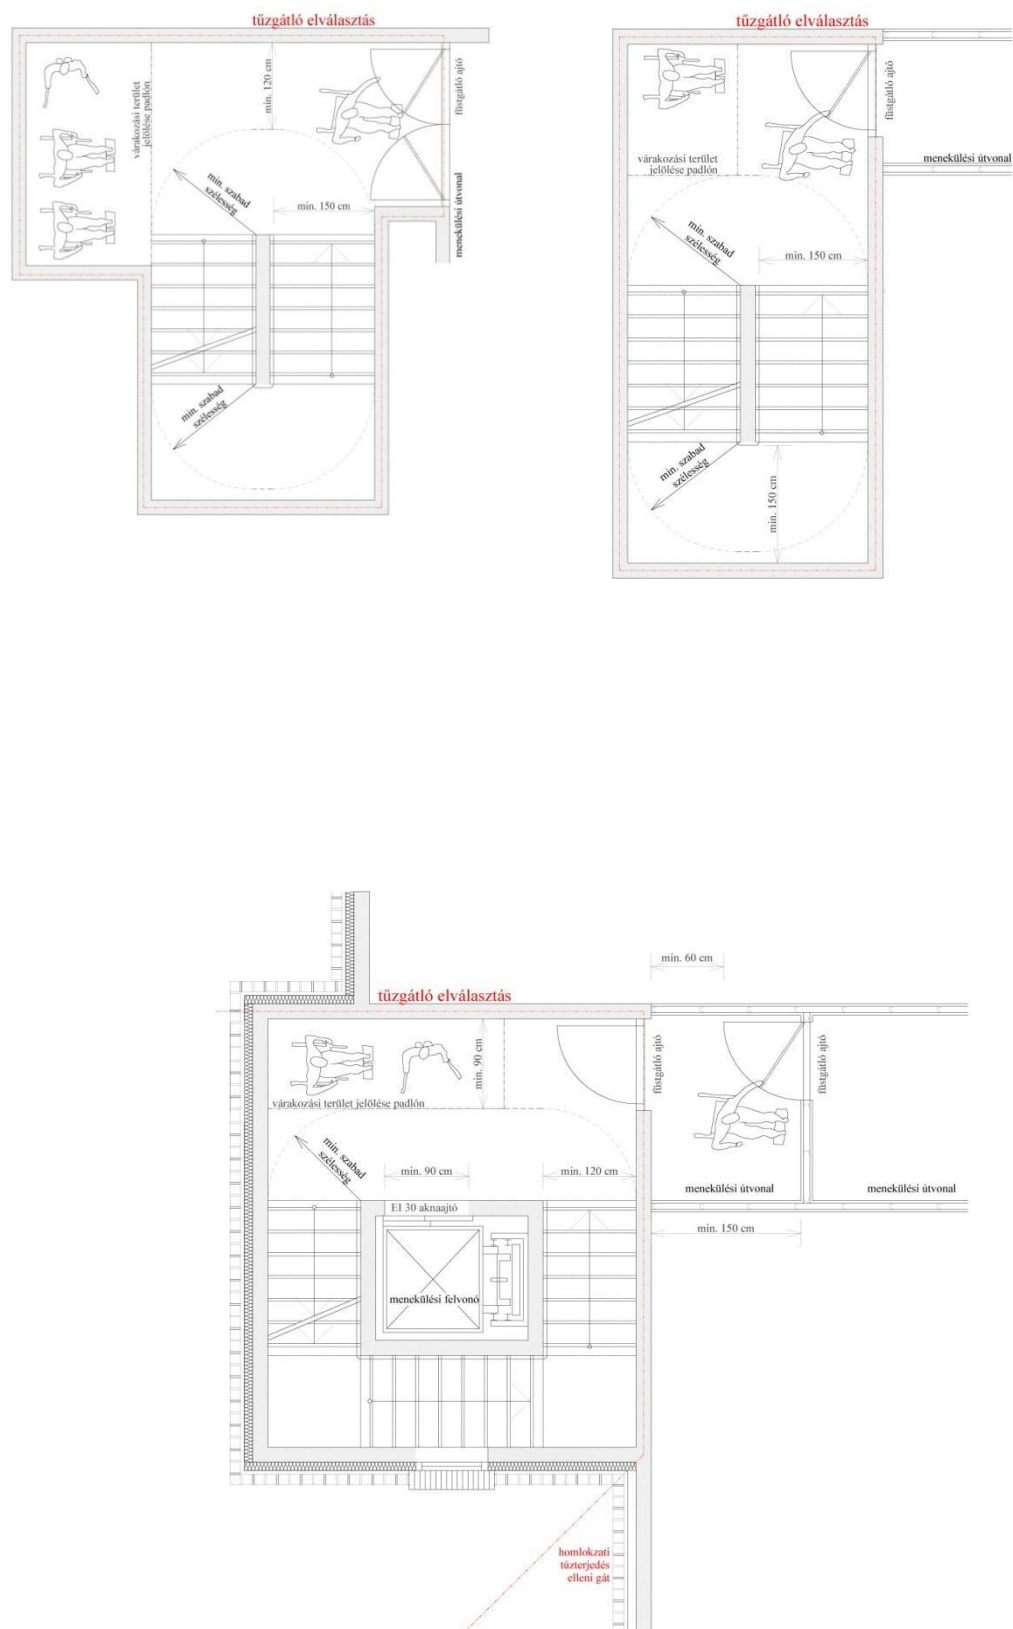 tűzgátló elválasztás
min. 120 cm
várakozási terület
jelölése padlón
füstgátló ajtó
min. szabad
szélesség
min. 150 cm
menekülési útvonal
min. szabad
szélesség
tűzgátló elválasztás
füstgátló ajtó
várakozási terület
jelölése padlón
menekülési útvonal
min. szabad
szélesség
min. 150 cm
min. szabad
szélesség
min. 150 cm
min. 60 cm
tűzgátló elválasztás
min. 90 cm
füstgátló ajtó
füstgátló ajtó
várakozási terület jelölése padlón
min. szabad
szélesség
min. 90 cm
min. 120 cm
menekülési útvonal
menekülési útvonal
EI 30 aknaajtó
min. 150 cm
menekülési felvonó
homlokzati
tűzterjedés
elleni gát